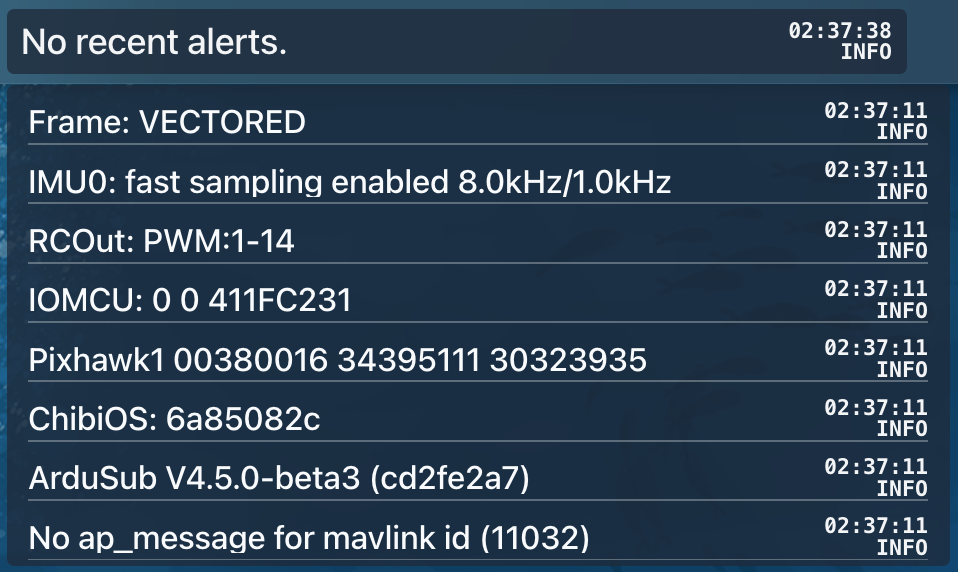 No recent alerts.
02:37:38
INFO
Frame: VECTORED
02:37:11
INFO
IMU0: fast sampling enabled 8.0kHz/1.0kHz
02:37:11
INFO
RCOut: PWM:1-14
02:37:11
INFO
IOMCU: 0 0 411FC231
02:37:11
INFO
Pixhawk1 00380016 34395111 30323935
02:37:11
INFO
ChibiOS: 6a85082c
02:37:11
INFO
ArduSub V4.5.0-beta3 (cd2fe2a7)
02:37:11
INFO
No ap_message for mavlink id (11032)
02:37:11
INFO